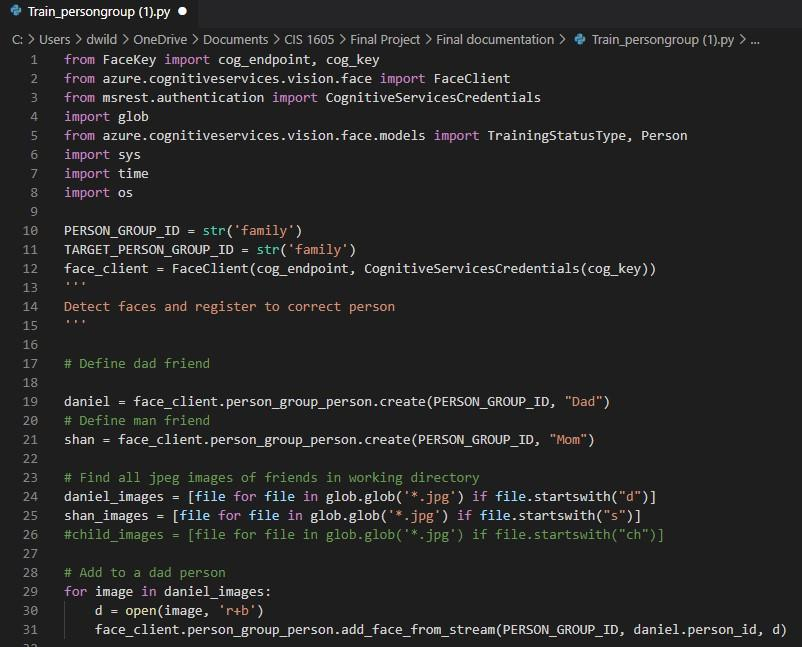 Train_persongroup (1).py ●
C: > Users > dwild > OneDrive > Documents > CIS 1605 > Final Project > Final documentation > Train_persongroup (1).py > ...
1 from FaceKey import cog_endpoint, cog_key
2 from azure.cognitiveservices.vision.face import FaceClient
3 from msrest.authentication import CognitiveServicesCredentials
4 import glob
5 from azure.cognitiveservices.vision.face.models import TrainingStatusType, Person
6 import sys
7 import time
8 import os
9
10 PERSON_GROUP_ID = str('family')
11 TARGET_PERSON_GROUP_ID = str('family')
12 face_client = FaceClient(cog_endpoint, CognitiveServicesCredentials(cog_key))
13 '''
14 Detect faces and register to correct person
15 '''
16
17 # Define dad friend
18
19 daniel = face_client.person_group_person.create(PERSON_GROUP_ID, "Dad")
20 # Define man friend
21 shan = face_client.person_group_person.create(PERSON_GROUP_ID, "Mom")
22
23 # Find all jpeg images of friends in working directory
24 daniel_images = [file for file in glob.glob('*.jpg') if file.startswith("d")]
25 shan_images = [file for file in glob.glob('*.jpg') if file.startswith("s")]
26 #child_images = [file for file in glob.glob('*.jpg') if file.startswith("ch")]
27
28 # Add to a dad person
29 for image in daniel_images:
30     d = open(image, 'r+b')
31     face_client.person_group_person.add_face_from_stream(PERSON_GROUP_ID, daniel.person_id, d)